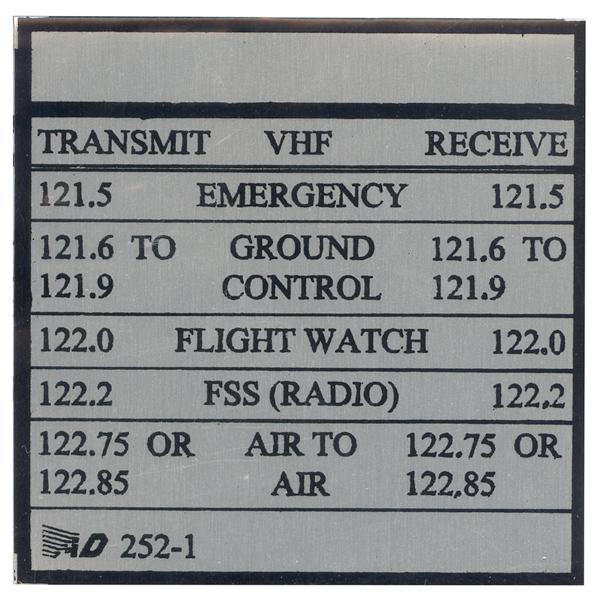 TRANSMIT VHF RECEIVE
121.5 EMERGENCY 121.5
121.6 TO GROUND 121.6 TO
121.9 CONTROL 121.9
122.0 FLIGHT WATCH 122.0
122.2 FSS (RADIO) 122.2
122.75 OR AIR TO 122.75 OR
122.85 AIR 122.85
AD 252-1